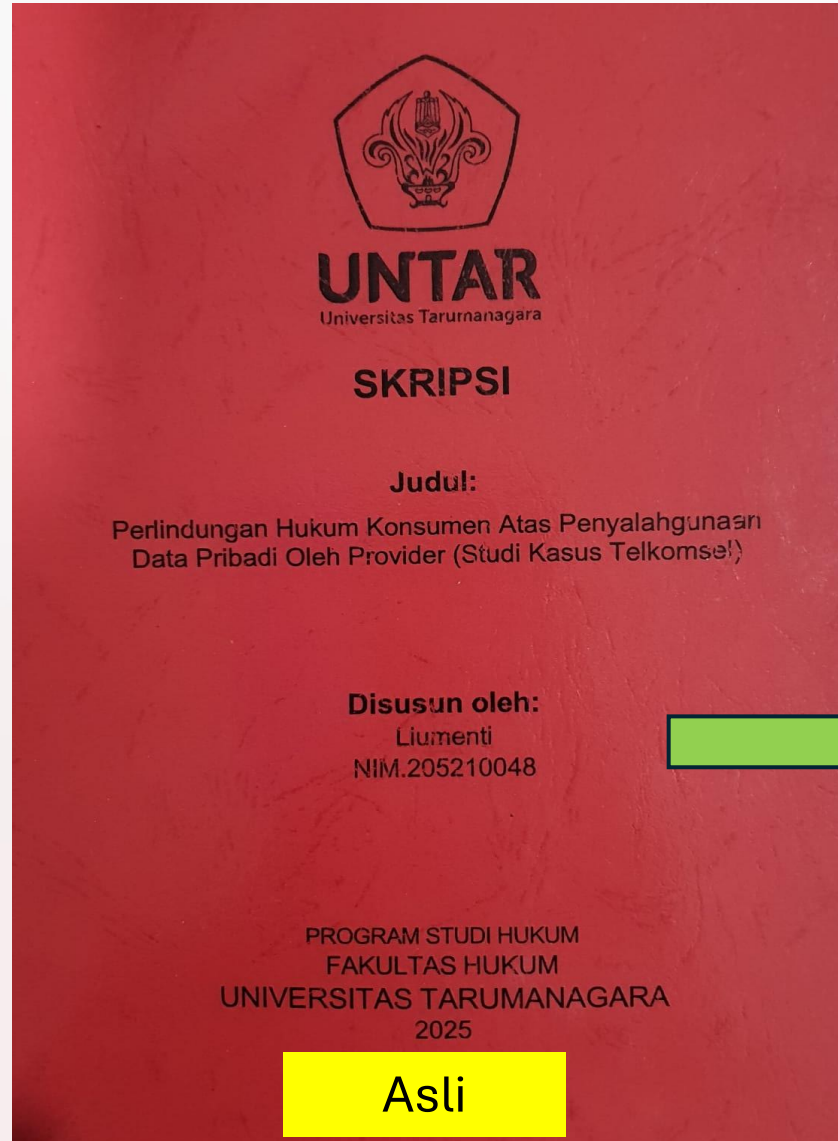 UNTAR
Universitas Tarumanagara
SKRIPSI
Judul:
Perlindungan Hukum Konsumen Atas Penyalahgunaan
Data Pribadi Oleh Provider (Studi Kasus Telkomsel)
Disusun oleh:
Liumenti
NIM.205210048
PROGRAM STUDI HUKUM
FAKULTAS HUKUM
UNIVERSITAS TARUMANAGARA
2025
Asli